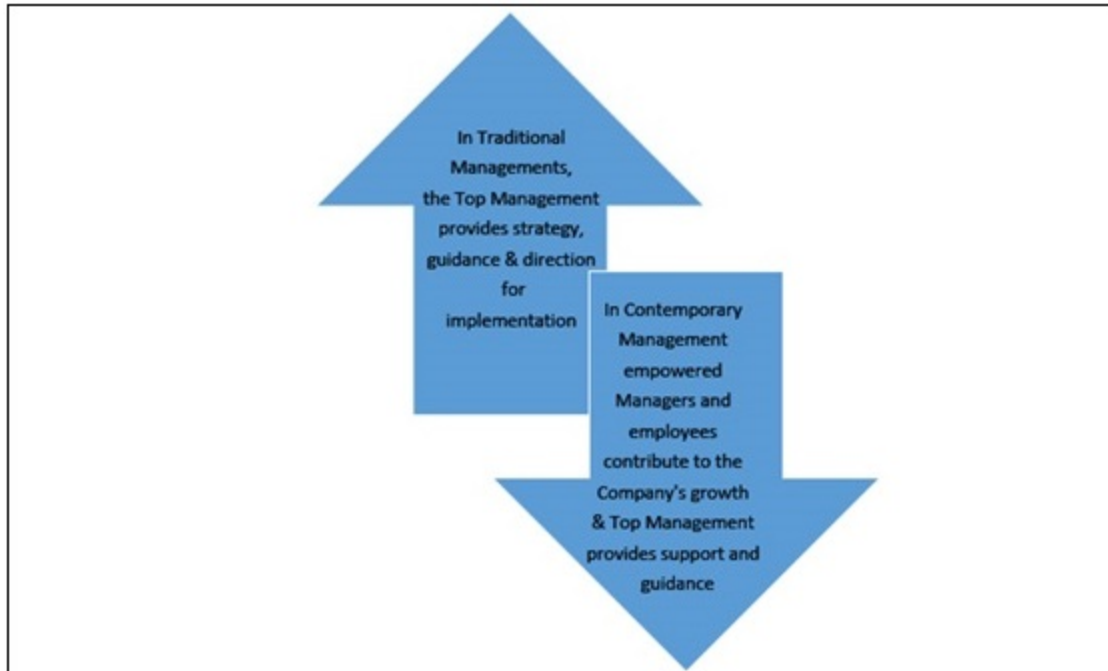 In Traditional
Managements,
the Top Management
provides strategy,
guidance & direction
for
implementation
In Contemporary
Management
empowered
Managers and
employees
contribute to the
Company's growth
& Top Management
provides support and
guidance